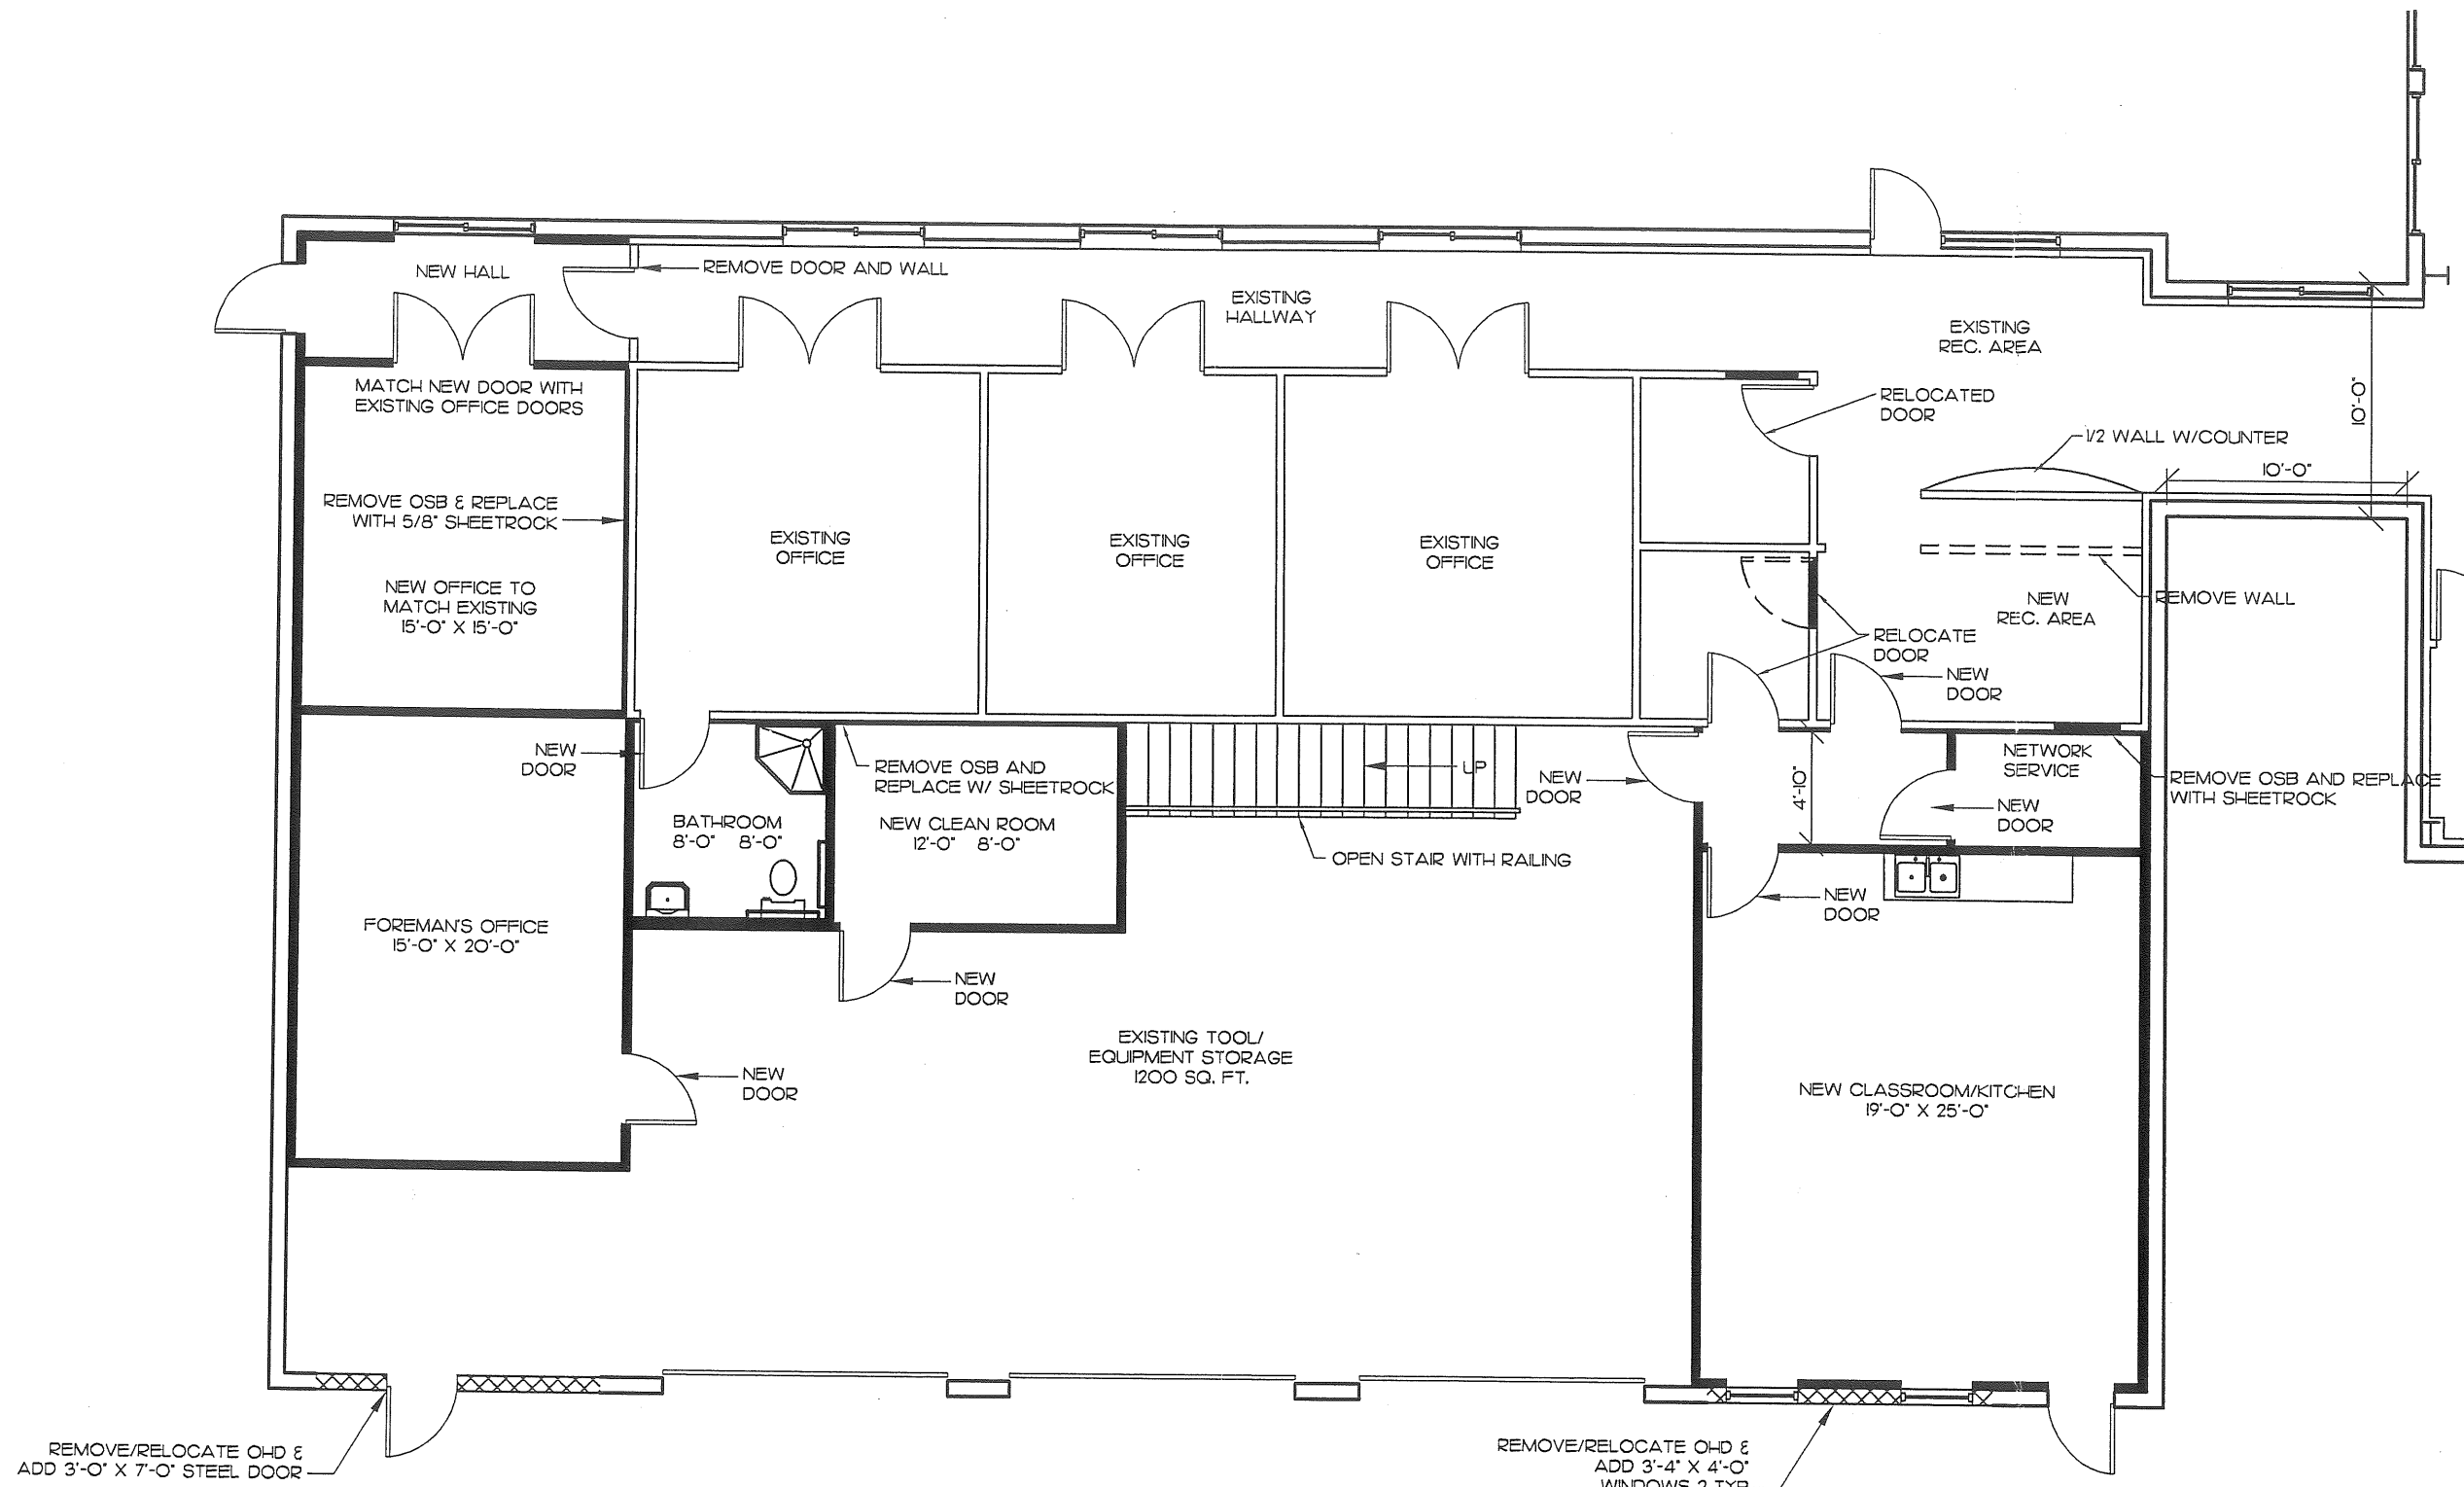 NEW HALL
REMOVE DOOR AND WALL
EXISTING
HALLWAY
EXISTING
REC. AREA
MATCH NEW DOOR WITH
EXISTING OFFICE DOORS
RELOCATED
DOOR
10'-0"
1/2 WALL W/COUNTER
10'-0"
REMOVE OSB & REPLACE
WITH 5/8" SHEETROCK
EXISTING
OFFICE
EXISTING
OFFICE
EXISTING
OFFICE
NEW OFFICE TO
MATCH EXISTING
15'-0" X 15'-0"
NEW
REC. AREA
REMOVE WALL
RELOCATE
DOOR
NEW
DOOR
NEW
DOOR
REMOVE OSB AND
REPLACE W/ SHEETROCK
UP
NEW
DOOR
4'-10"
NETWORK
SERVICE
REMOVE OSB AND REPLACE
WITH SHEETROCK
NEW
DOOR
BATHROOM
8'-0" 8'-0"
NEW CLEAN ROOM
12'-0" 8'-0"
OPEN STAIR WITH RAILING
NEW
DOOR
FOREMAN'S OFFICE
15'-0" X 20'-0"
NEW
DOOR
EXISTING TOOL/
EQUIPMENT STORAGE
1200 SQ. FT.
NEW
DOOR
NEW CLASSROOM/KITCHEN
19'-0" X 25'-0"
REMOVE/RELOCATE OHD &
ADD 3'-0" X 7'-0" STEEL DOOR
REMOVE/RELOCATE OHD &
ADD 3'-4" X 4'-0"
WINDOWS 2 TYP